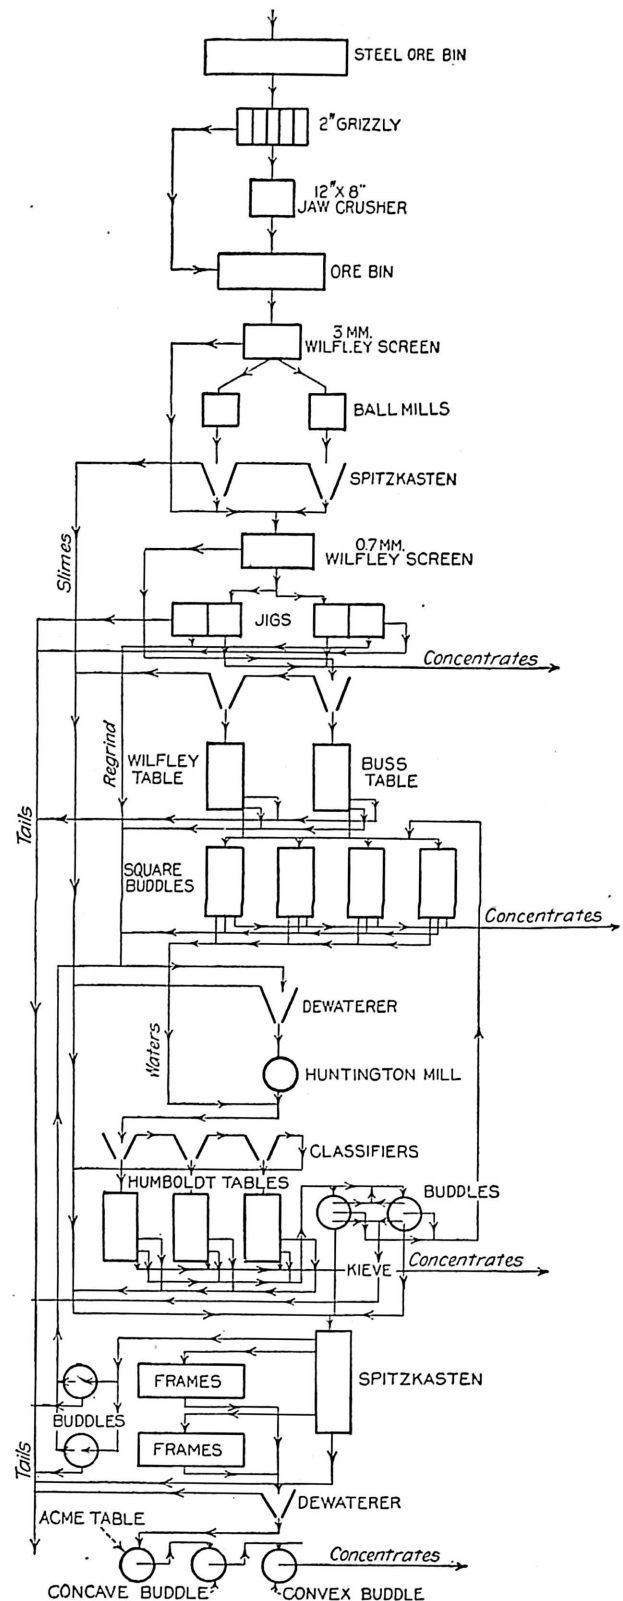 STEEL ORE BIN
2" GRIZZLY
12" X 8"
JAW CRUSHER
ORE BIN
3 MM.
WILFLEY SCREEN
BALL MILLS
SPITZKASTEN
Slimes
0.7 MM.
WILFLEY SCREEN
JIGS
Concentrates
Regrind
WILFLEY
TABLE
BUSS
TABLE
Tails
SQUARE
BUDDLES
Concentrates
DEWATERER
Waters
HUNTINGTON MILL
CLASSIFIERS
HUMBOLDT TABLES
BUDDLES
KIEVE
Concentrates
FRAMES
SPITZKASTEN
BUDDLES
FRAMES
Tails
DEWATERER
ACME TABLE
Concentrates
CONCAVE BUDDLE
CONVEX BUDDLE